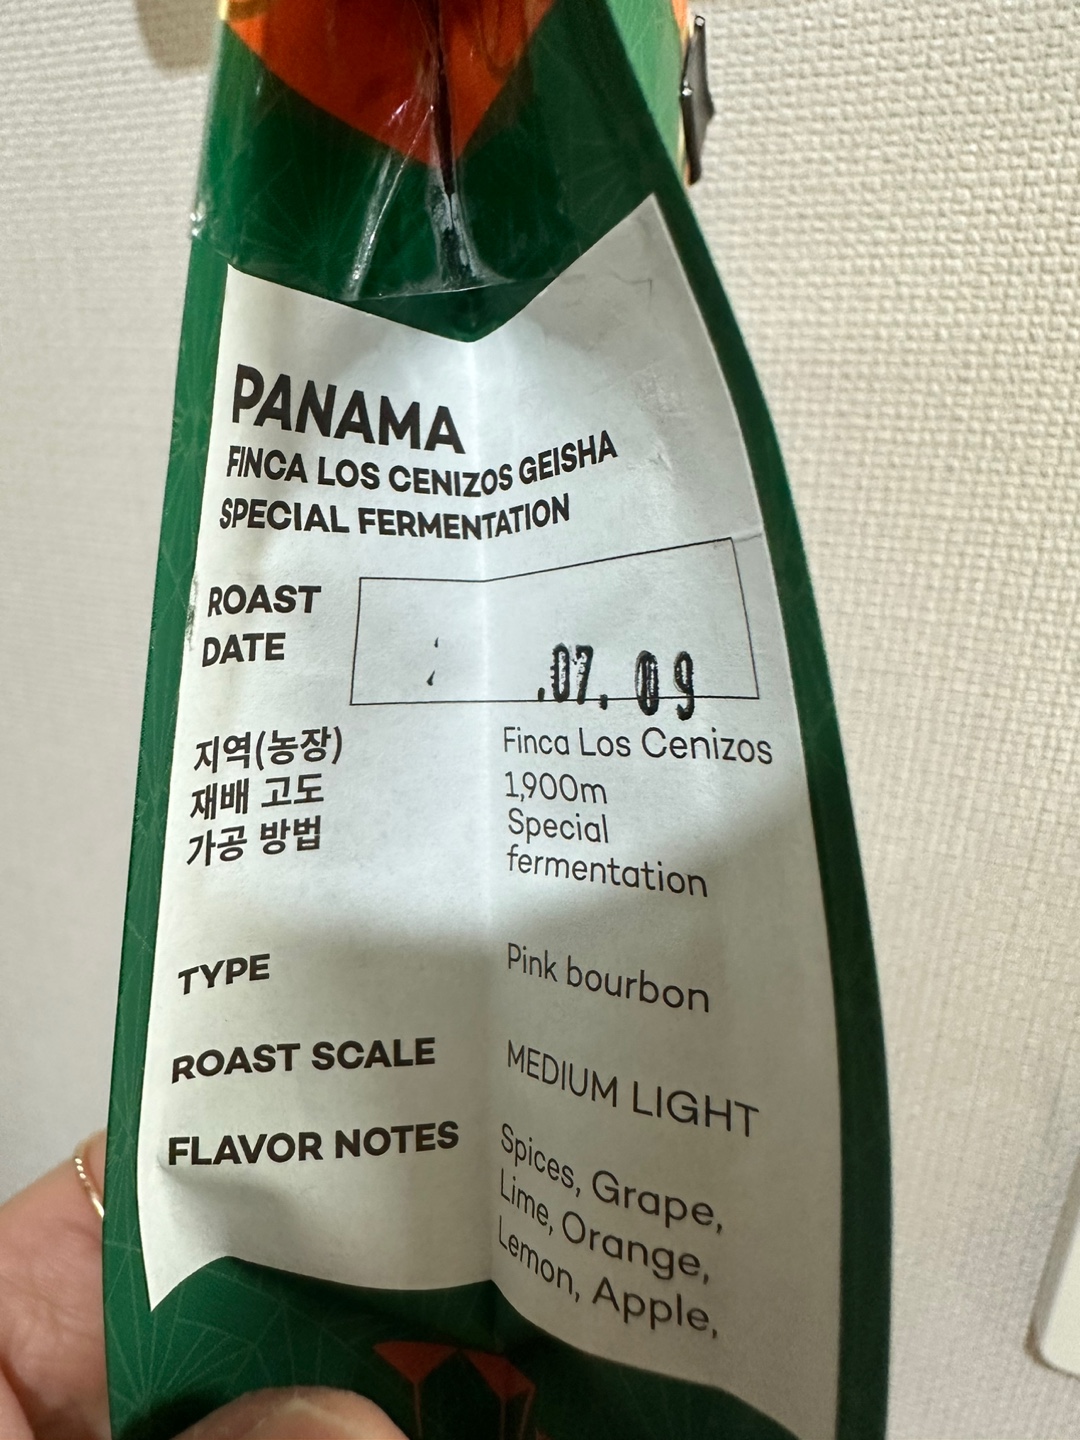 PANAMA
FINCA LOS CENIZOS GEISHA
SPECIAL FERMENTATION
ROAST
DATE
.07. 09
지역(농장) Finca Los Cenizos
재배 고도 1,900m
가공 방법 Special
fermentation
TYPE Pink bourbon
ROAST SCALE MEDIUM LIGHT
FLAVOR NOTES Spices, Grape,
Lime, Orange,
Lemon, Apple,